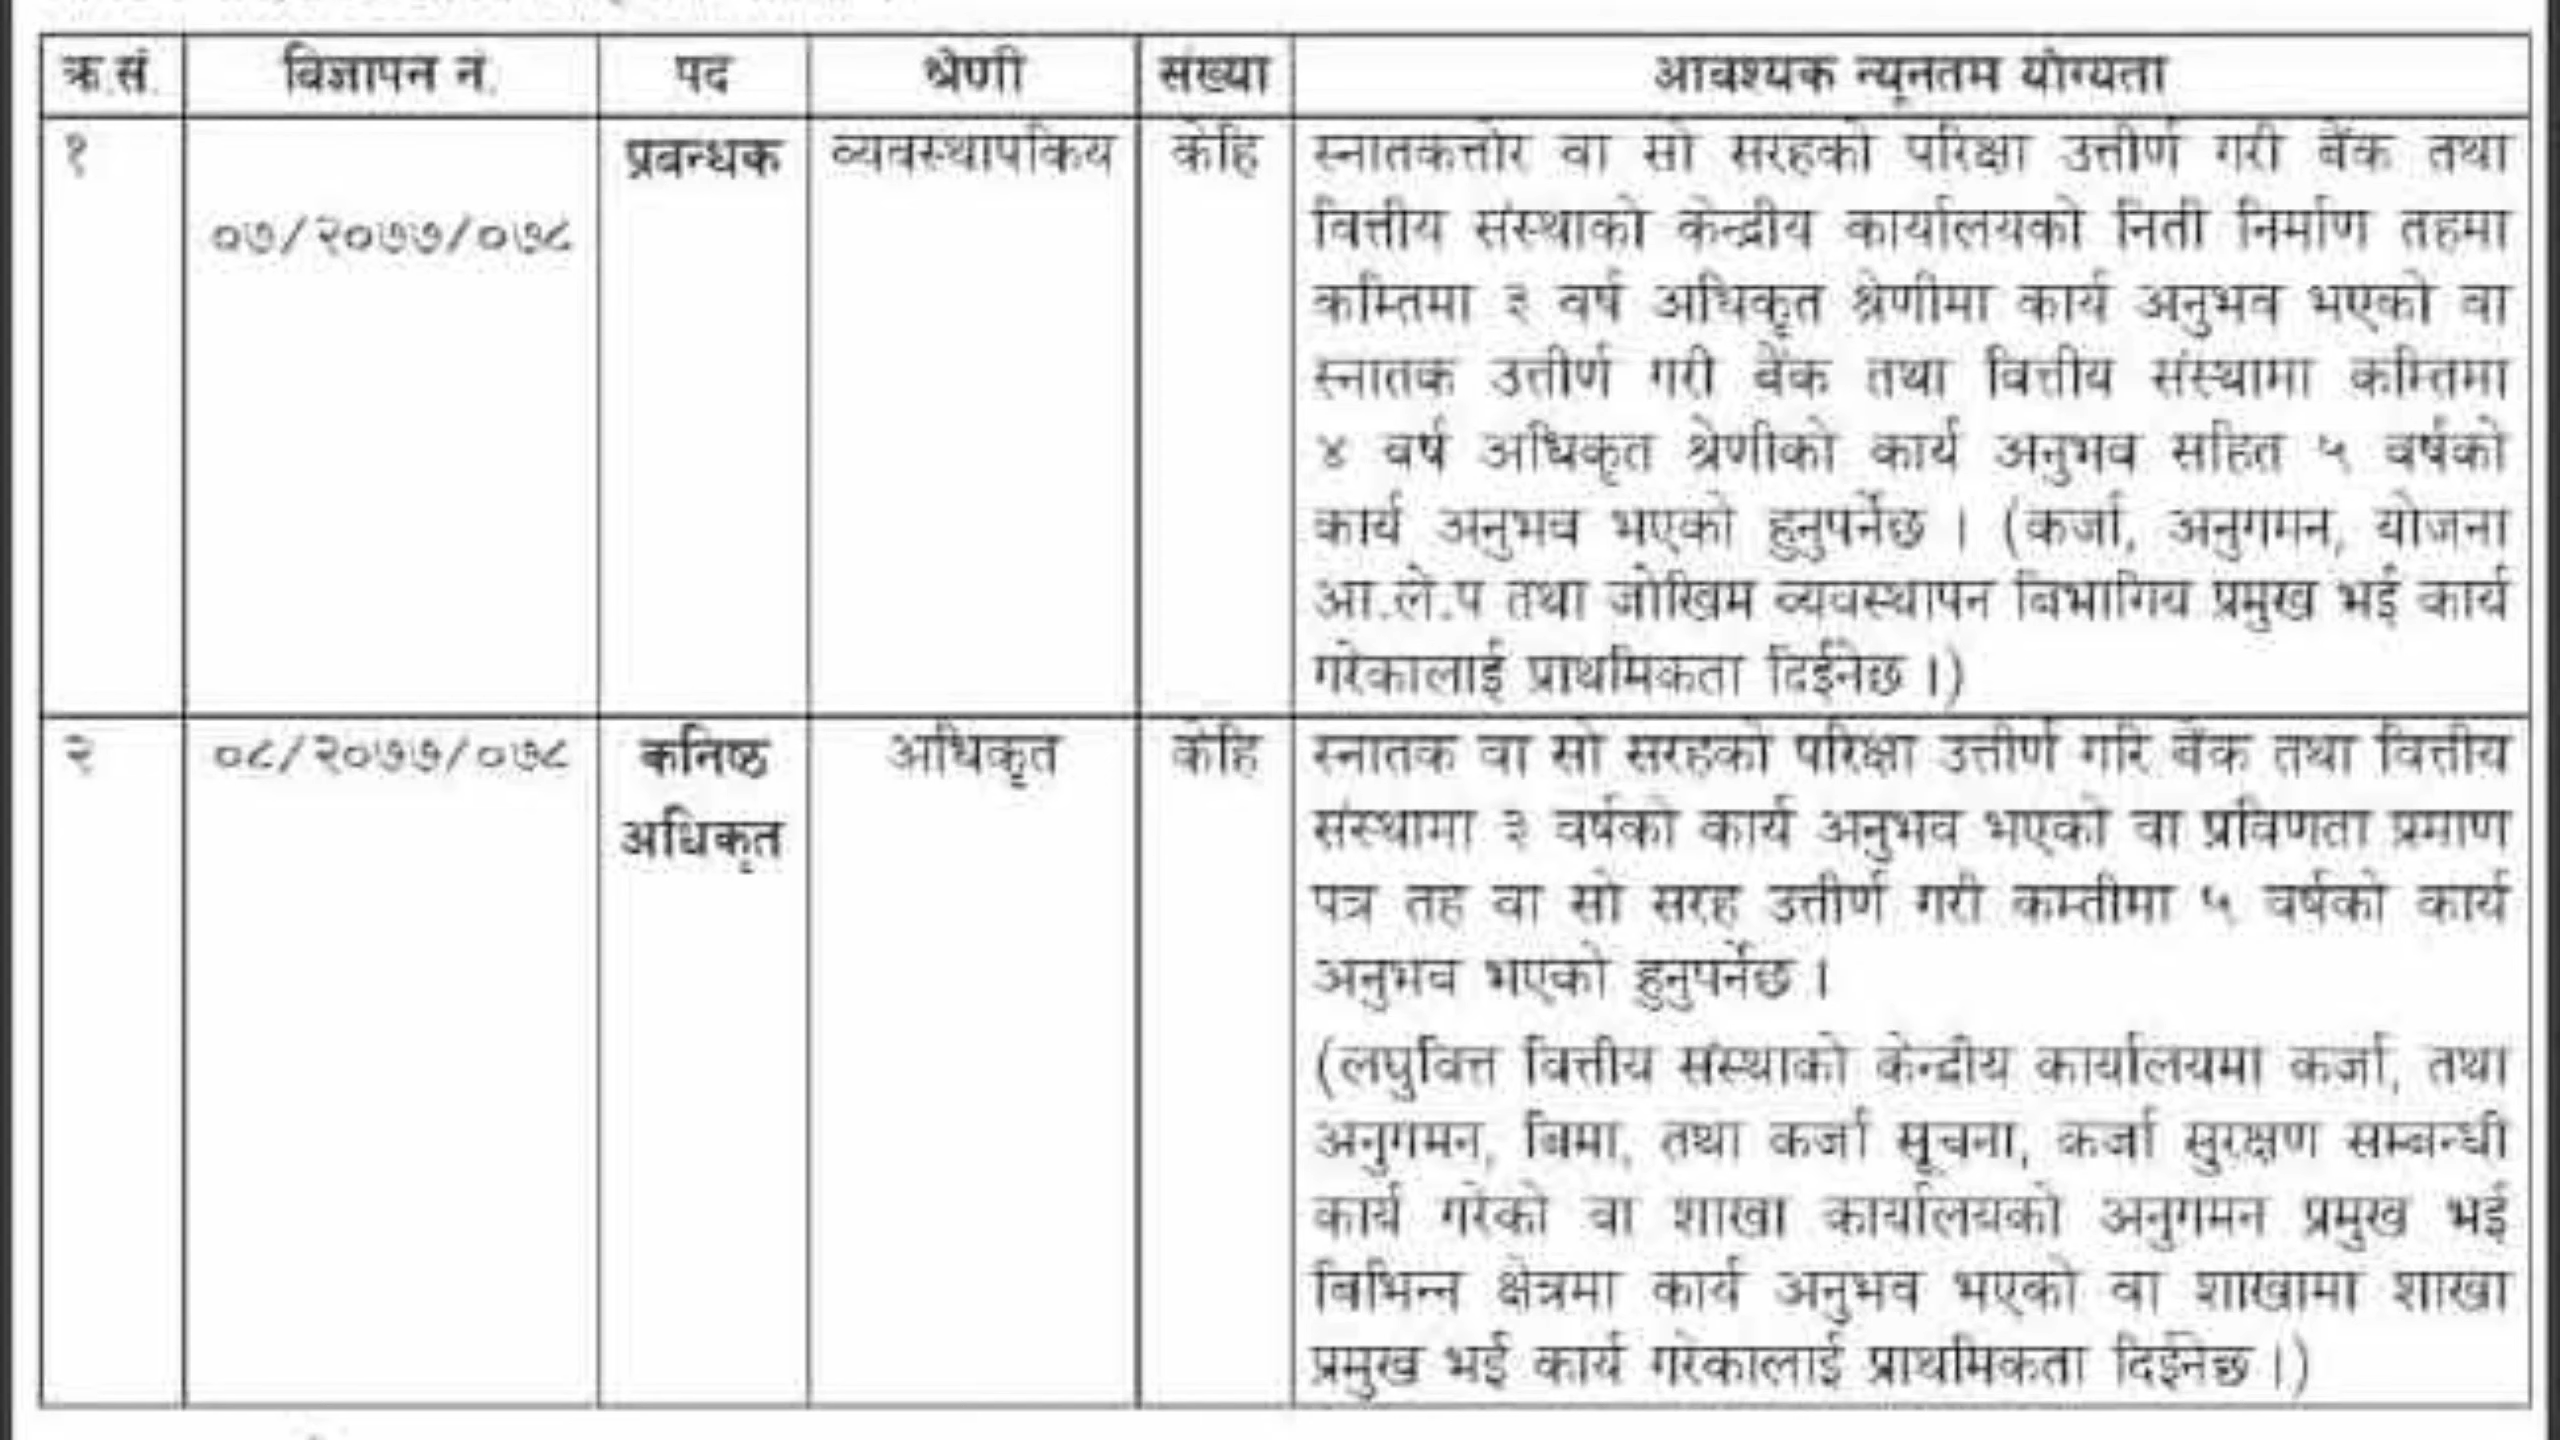 क्र.सं. विज्ञापन नं. पद श्रेणी संख्या आवश्यक न्यूनतम योग्यता
१ प्रबन्धक व्यवस्थापकिय केहि स्नातकत्तोर वा सो सरहको परिक्षा उत्तीर्ण गरी बैंक तथा
०७/२०७७/०७८ वित्तीय संस्थाको केन्द्रीय कार्यालयको निती निर्माण तहमा
कम्तिमा ३ वर्ष अधिकृत श्रेणीमा कार्य अनुभव भएको वा
स्नातक उत्तीर्ण गरी बैंक तथा वित्तीय संस्थामा कम्तिमा
४ वर्ष अधिकृत श्रेणीको कार्य अनुभव सहित ५ वर्षको
कार्य अनुभव भएको हुनुपर्नेछ । (कर्जा, अनुगमन, योजना
आ.ले.प तथा जोखिम व्यवस्थापन बिभागिय प्रमुख भई कार्य
गरेकालाई प्राथमिकता दिईनेछ ।)
२ ०८/२०७७/०७८ कनिष्ठ अधिकृत केहि स्नातक वा सो सरहको परिक्षा उत्तीर्ण गरि बैंक तथा वित्तीय
अधिकृत संस्थामा ३ वर्षको कार्य अनुभव भएको वा प्रविणता प्रमाण
पत्र तह वा सो सरह उत्तीर्ण गरी कम्तीमा ५ वर्षको कार्य
अनुभव भएको हुनुपर्नेछ ।
(लघुवित्त वित्तीय संस्थाको केन्द्रीय कार्यालयमा कर्जा, तथा
अनुगमन, बिमा, तथा कर्जा सूचना, कर्जा सुरक्षण सम्बन्धी
कार्य गरेको वा शाखा कार्यालयको अनुगमन प्रमुख भई
बिभिन्न क्षेत्रमा कार्य अनुभव भएको वा शाखामा शाखा
प्रमुख भई कार्य गरेकालाई प्राथमिकता दिईनेछ ।)